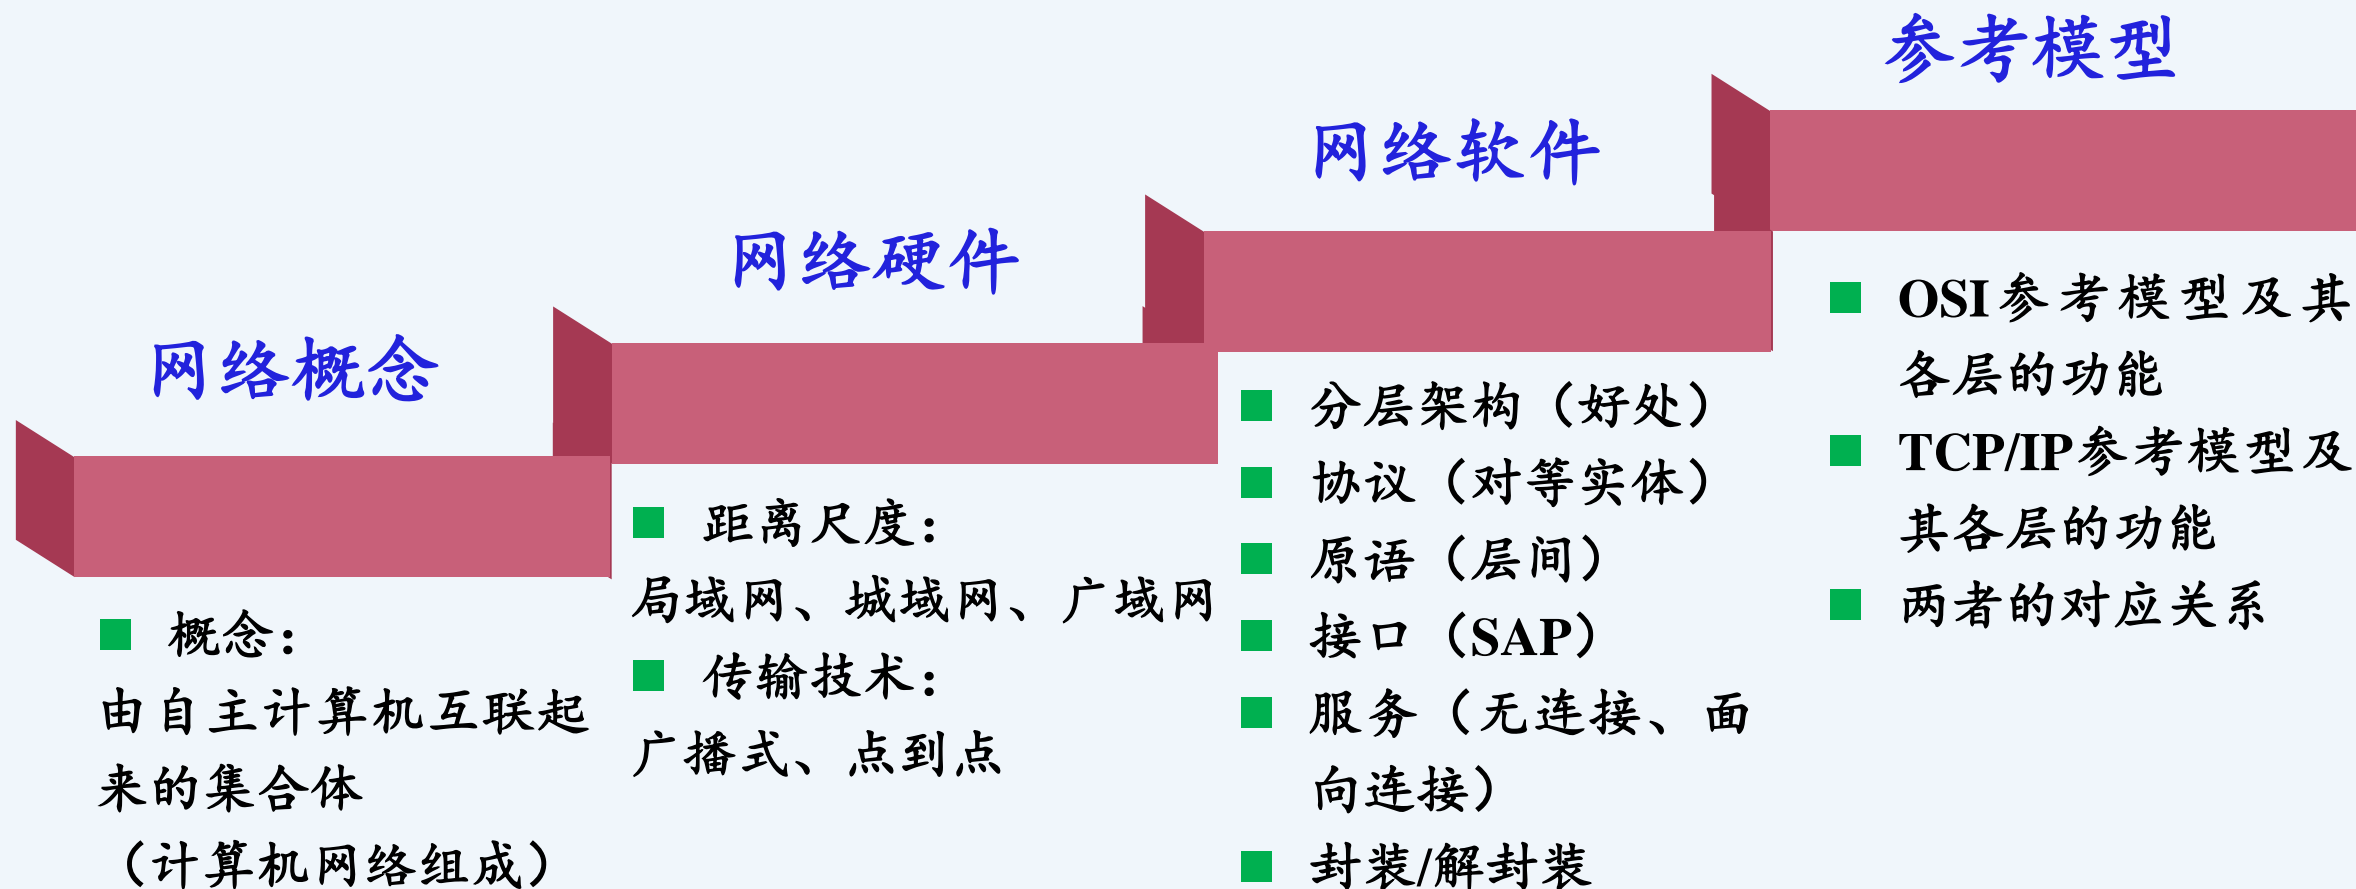 网络概念
概念：
由自主计算机互联起
来的集合体
（计算机网络组成）
网络硬件
距离尺度：
局域网、城域网、广域网
传输技术：
广播式、点到点
网络软件
分层架构（好处）
协议（对等实体）
原语（层间）
接口（SAP）
服务（无连接、面
向连接）
封装/解封装
参考模型
OSI参考模型及其
各层的功能
TCP/IP参考模型及
其各层的功能
两者的对应关系